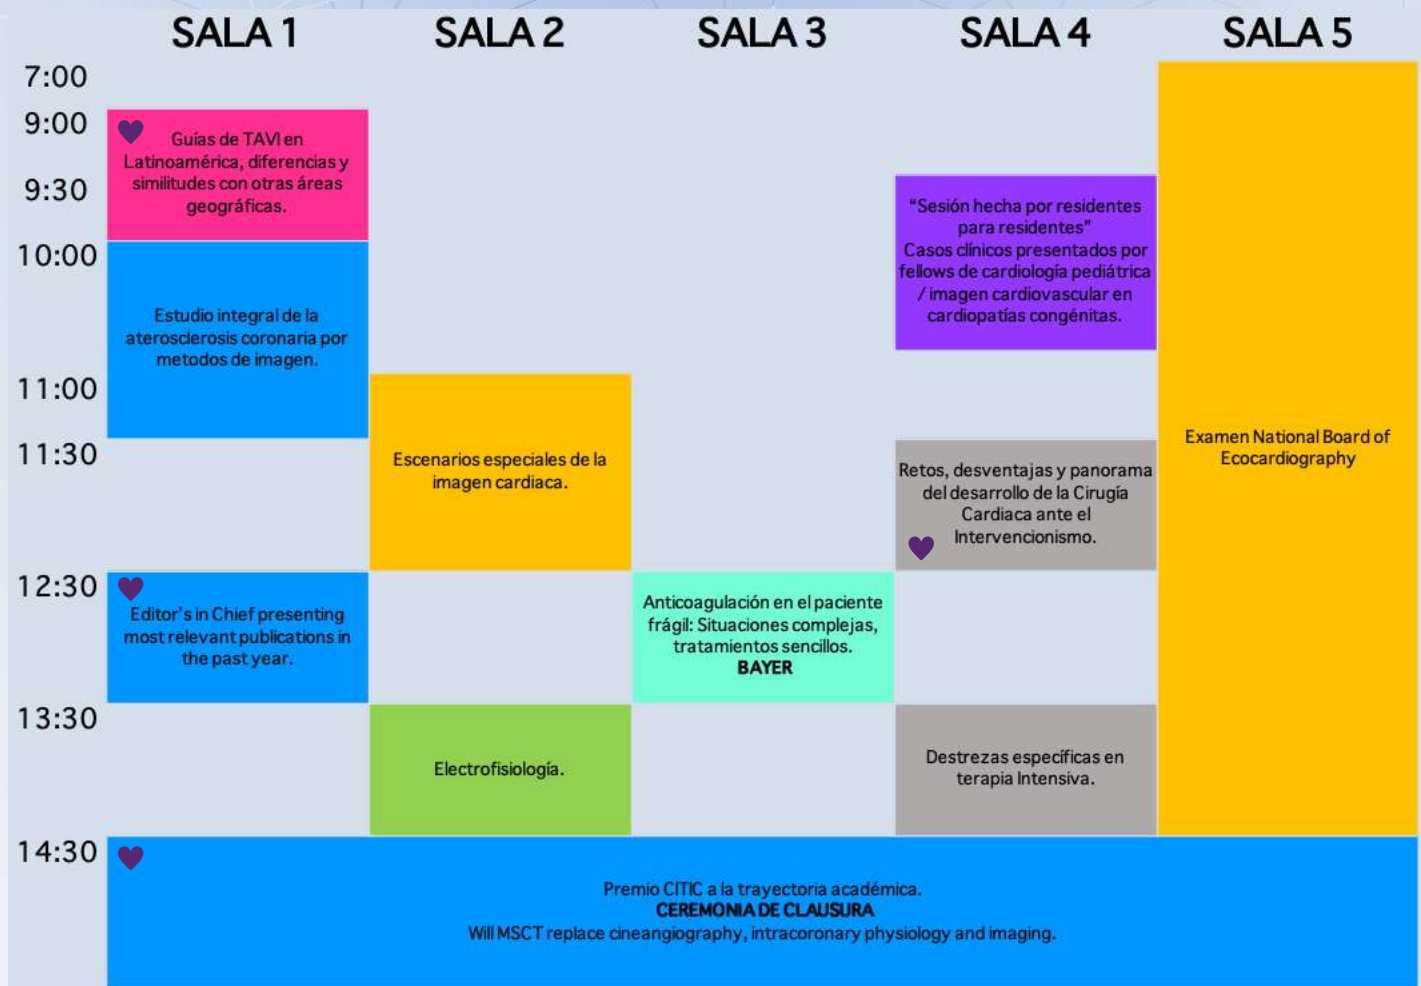 SALA 1 SALA 2 SALA 3 SALA 4 SALA 5
7:00
9:00
Guías de TAVI en
Latinoamérica, diferencias y
similitudes con otras áreas
geográficas.
9:30
"Sesión hecha por residentes
para residentes"
Casos clínicos presentados por
fellows de cardiología pediátrica
/ imagen cardiovascular en
cardiopatías congénitas.
10:00
Estudio integral de la
aterosclerosis coronaria por
metodos de imagen.
11:00
Escenarios especiales de la
imagen cardiaca.
11:30
Retos, desventajas y panorama
del desarrollo de la Cirugía
Cardiaca ante el
Intervencionismo.
Examen National Board of
Ecocardiography
12:30
Editor's in Chief presenting
most relevant publications in
the past year.
Anticoagulación en el paciente
frágil: Situaciones complejas,
tratamientos sencillos.
BAYER
13:30
Electrofisiología.
Destrezas específicas en
terapia Intensiva.
14:30
Premio CITIC a la trayectoria académica.
CEREMONIA DE CLAUSURA
Will MSCT replace cineangiography, intracoronary physiology and imaging.